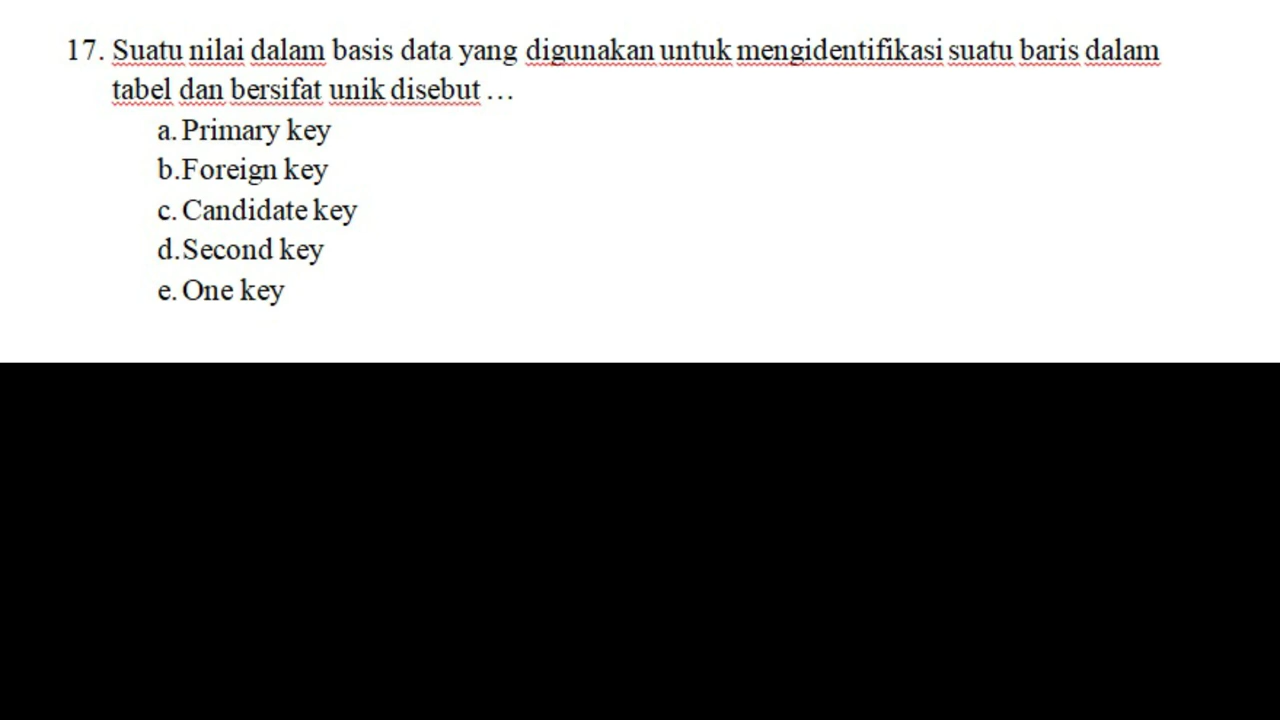 17. Suatu nilai dalam basis data yang digunakan untuk mengidentifikasi suatu baris dalam
tabel dan bersifat unik disebut …
a. Primary key
b. Foreign key
c. Candidate key
d. Second key
e. One key